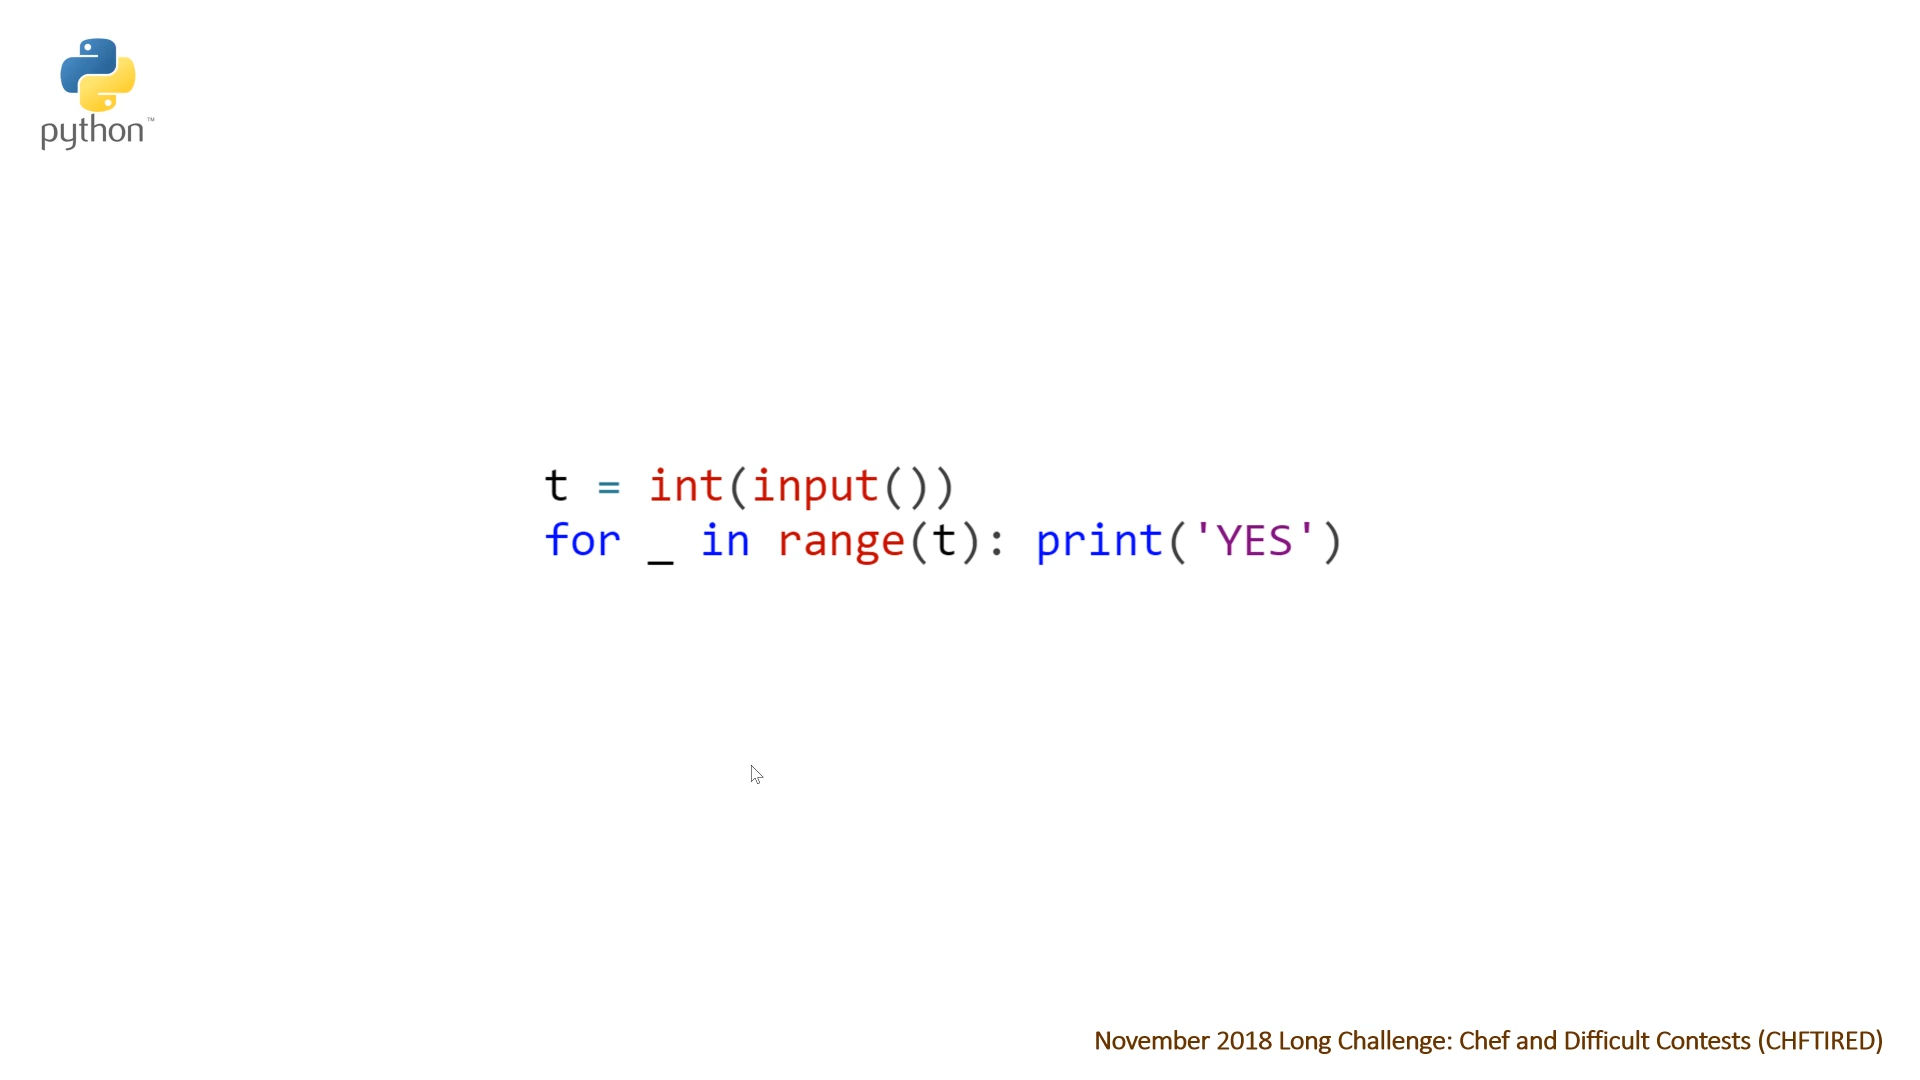 python™
t = int(input())
for _ in range(t): print('YES')
November 2018 Long Challenge: Chef and Difficult Contests (CHFTIRED)